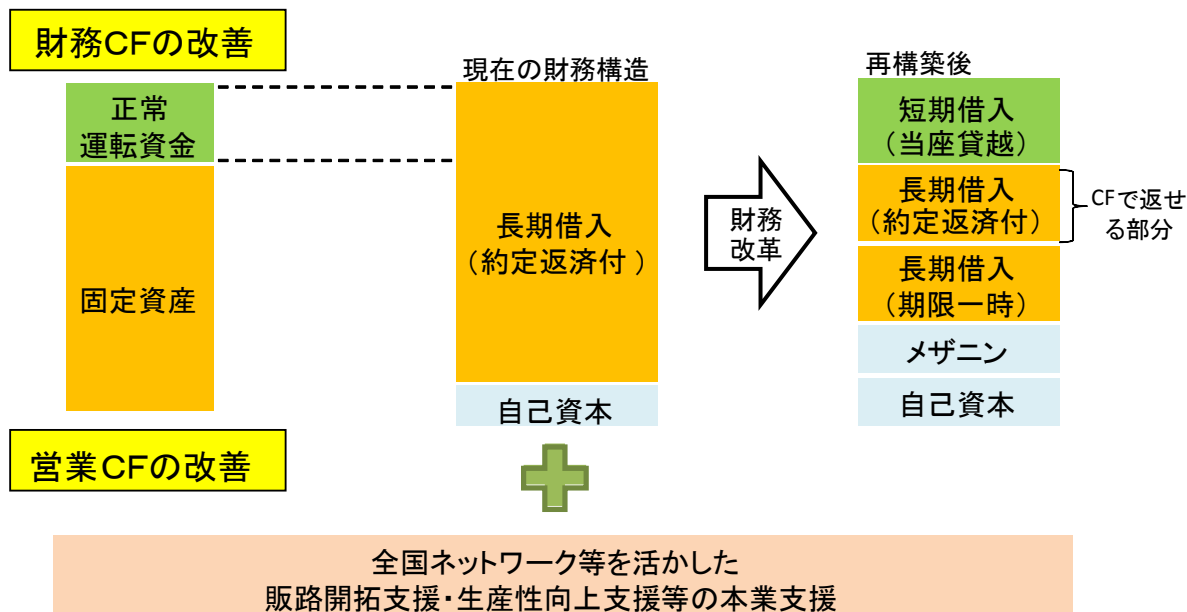 財務CFの改善
正常
運転資金
固定資産
現在の財務構造
長期借入
（約定返済付 ）
自己資本
財務
改革
再構築後
短期借入
（当座貸越）
長期借入
（約定返済付）
長期借入
（期限一時）
メザニン
自己資本
CFで返せ
る部分
営業CFの改善
全国ネットワーク等を活かした
販路開拓支援・生産性向上支援等の本業支援